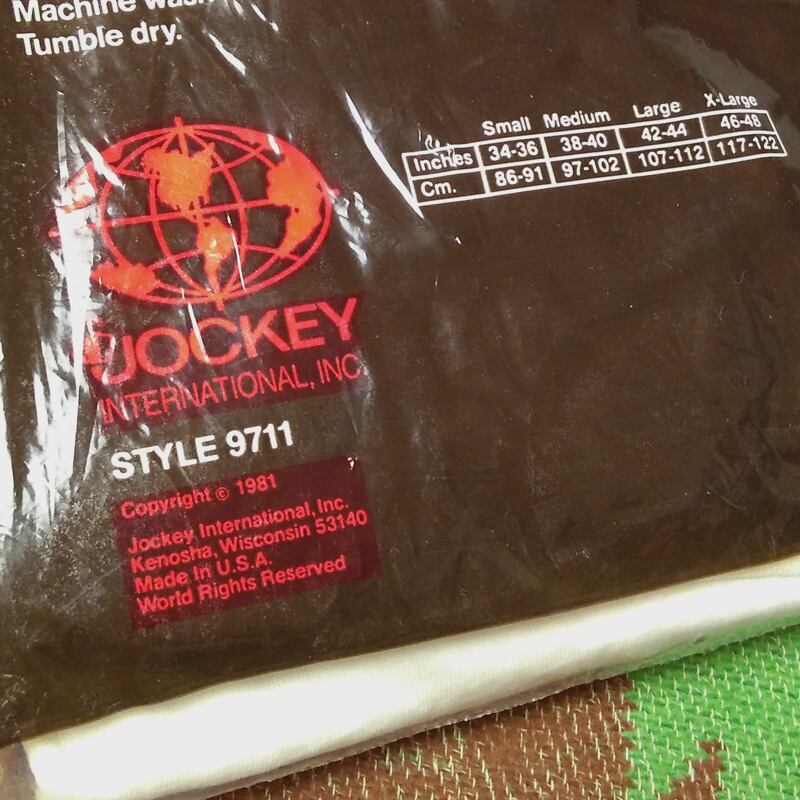 Machine wash
Tumble dry.
Small Medium Large X-Large
Inches 34-36 38-40 42-44 46-48
Cm. 86-91 97-102 107-112 117-122
JOCKEY
INTERNATIONAL, INC
STYLE 9711
Copyright © 1981
Jockey International, Inc.
Kenosha, Wisconsin 53140
Made In U.S.A.
World Rights Reserved